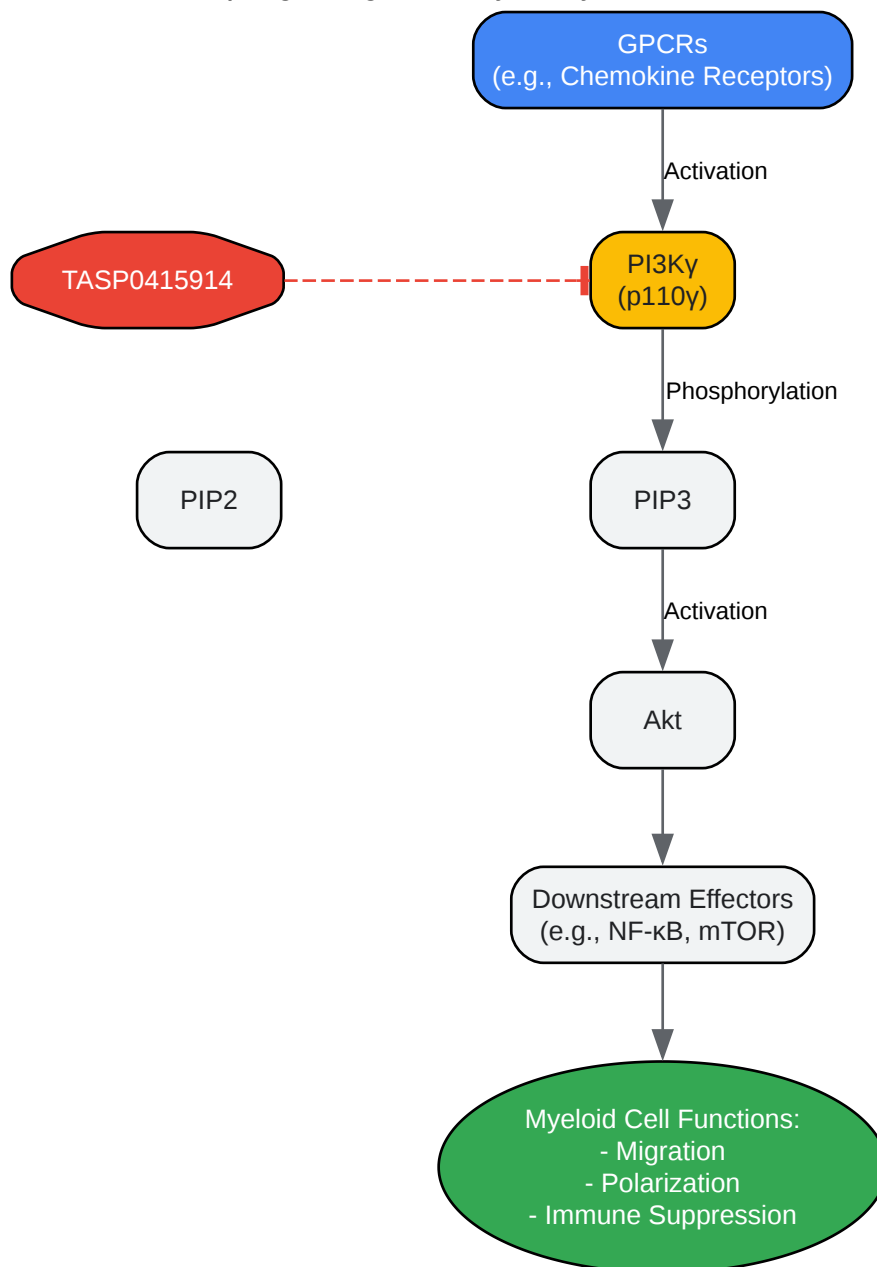 GPCRs
(e.g., Chemokine Receptors)
Activation
TASP0415914
PI3Kγ
(p110γ)
Phosphorylation
PIP2
PIP3
Activation
Akt
Downstream Effectors
(e.g., NF-κB, mTOR)
Myeloid Cell Functions:
- Migration
- Polarization
- Immune Suppression